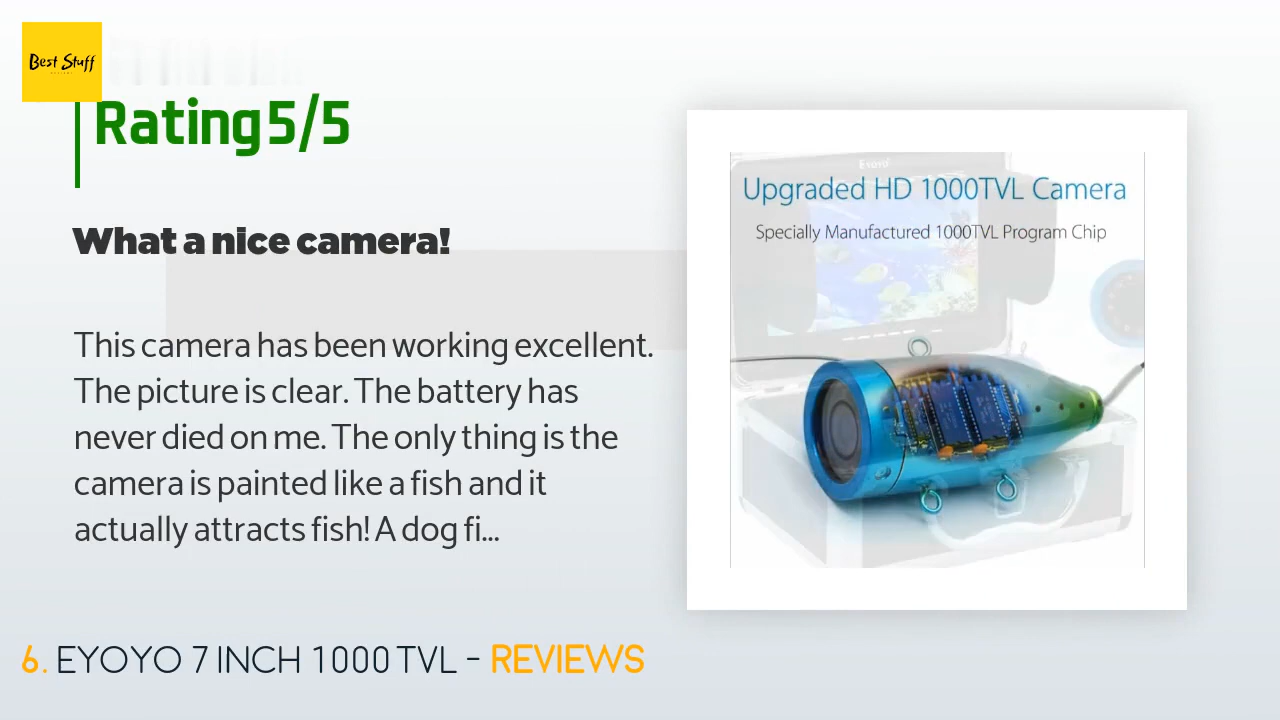 Best Stuff
Rating 5/5
What a nice camera!
This camera has been working excellent.
The picture is clear. The battery has
never died on me. The only thing is the
camera is painted like a fish and it
actually attracts fish! A dog fi...
EYOYO
Upgraded HD 1000TVL Camera
Specially Manufactured 1000TVL Program Chip
6. EYOYO 7 INCH 1000 TVL - REVIEWS